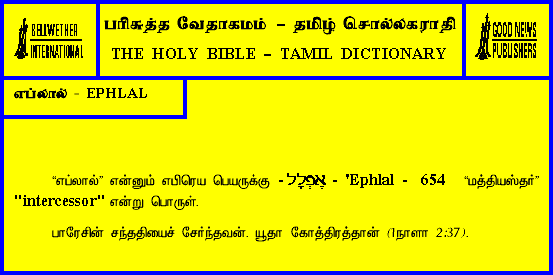 BELLWETHER
INTERNATIONAL
பரிசுத்த வேதாகமம் – தமிழ் சொல்லகராதி
THE HOLY BIBLE – TAMIL DICTIONARY
GOOD NEWS
PUBLISHERS
எப்லால் - EPHLAL
“எப்லால்” என்னும் எபிரெய பெயருக்கு - אֶפְלָל - 'Ephlal - 654 “மத்தியஸ்தர்”
"intercessor" என்று பொருள்.
பாரேசின் சந்ததியைச் சேர்ந்தவன். யூதா கோத்திரத்தான் (1நாளா 2:37).